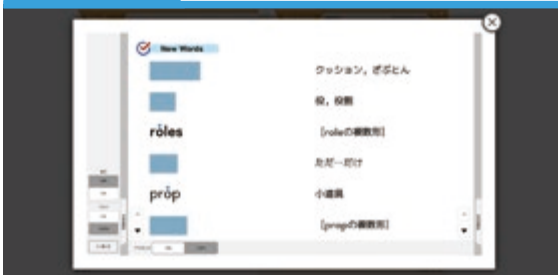 New Words
クッション，ざぶとん
役，役割
rôles
[roleの複数形]
ただ…だけ
prop
小道具
[propの複数形]